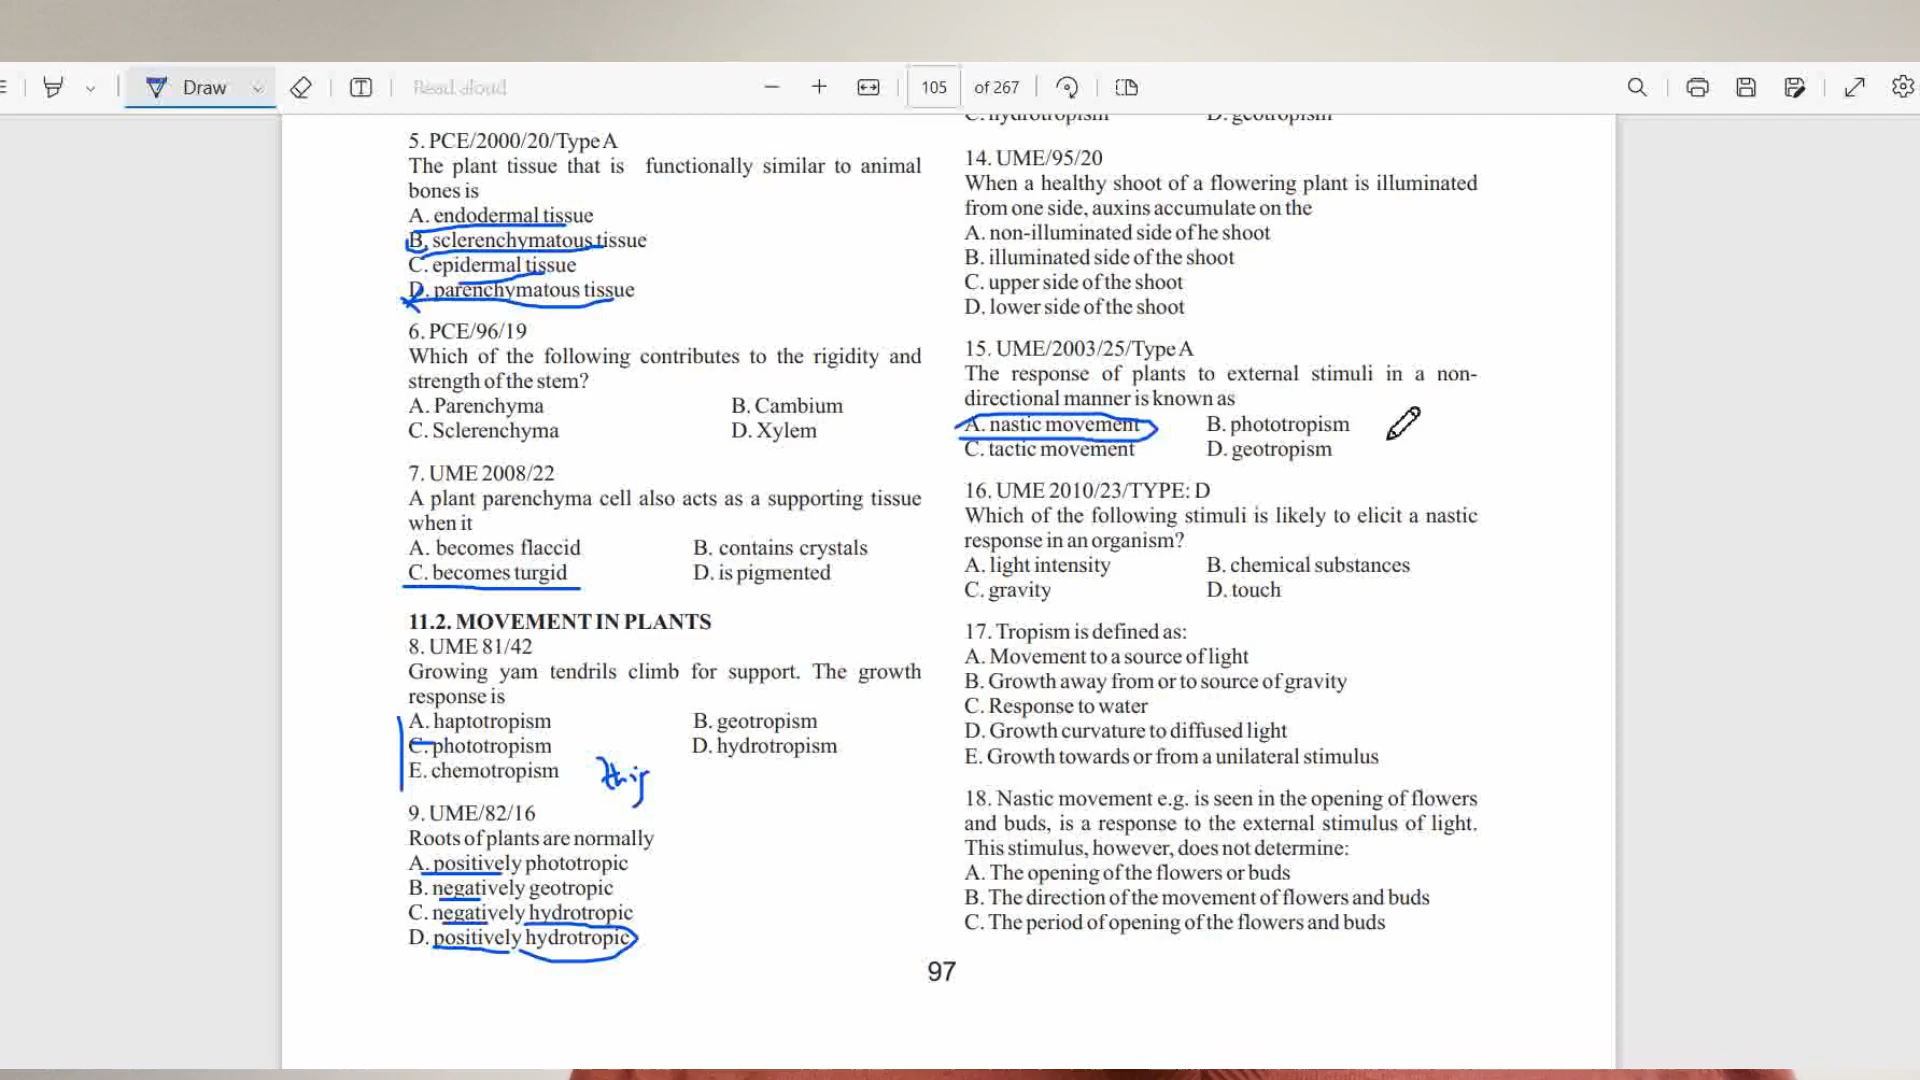 Draw
Read aloud
105 of 267
5. PCE/2000/20/Type A
The plant tissue that is functionally similar to animal
bones is
A. endodermal tissue
B. sclerenchymatous tissue
C. epidermal tissue
D. parenchymatous tissue
6. PCE/96/19
Which of the following contributes to the rigidity and
strength of the stem?
A. Parenchyma B. Cambium
C. Sclerenchyma D. Xylem
7. UME 2008/22
A plant parenchyma cell also acts as a supporting tissue
when it
A. becomes flaccid B. contains crystals
C. becomes turgid D. is pigmented
11.2. MOVEMENT IN PLANTS
8. UME 81/42
Growing yam tendrils climb for support. The growth
response is
A. haptotropism B. geotropism
C. phototropism D. hydrotropism
E. chemotropism
9. UME/82/16
Roots of plants are normally
A. positively phototropic
B. negatively geotropic
C. negatively hydrotropic
D. positively hydrotropic
C. hydrotropism D. geotropism
14. UME/95/20
When a healthy shoot of a flowering plant is illuminated
from one side, auxins accumulate on the
A. non-illuminated side of he shoot
B. illuminated side of the shoot
C. upper side of the shoot
D. lower side of the shoot
15. UME/2003/25/Type A
The response of plants to external stimuli in a non-
directional manner is known as
A. nastic movement B. phototropism
C. tactic movement D. geotropism
16. UME 2010/23/TYPE: D
Which of the following stimuli is likely to elicit a nastic
response in an organism?
A. light intensity B. chemical substances
C. gravity D. touch
17. Tropism is defined as:
A. Movement to a source of light
B. Growth away from or to source of gravity
C. Response to water
D. Growth curvature to diffused light
E. Growth towards or from a unilateral stimulus
18. Nastic movement e.g. is seen in the opening of flowers
and buds, is a response to the external stimulus of light.
This stimulus, however, does not determine:
A. The opening of the flowers or buds
B. The direction of the movement of flowers and buds
C. The period of opening of the flowers and buds
97